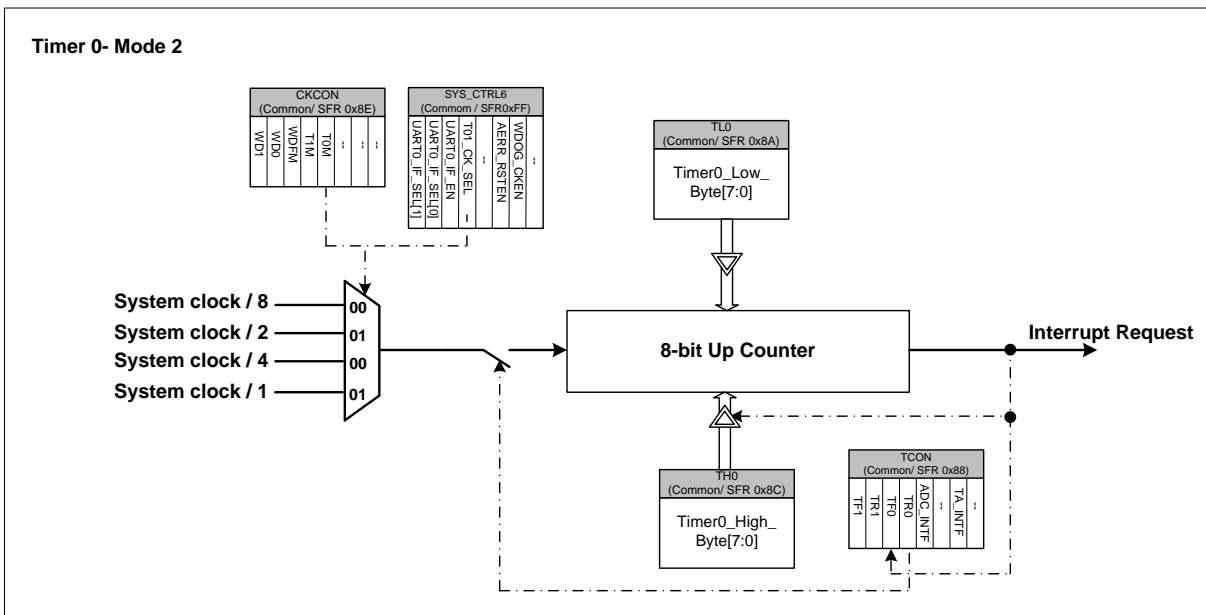 Timer 0- Mode 2
CKCON
(Common/ SFR 0x8E)
WD1
WD0
WDFM
T1M
T0M
--
--
--
SYS_CTRL6
(Commom / SFR0xFF)
UART0_IF_SEL[1]
UART0_IF_SEL[0]
UART0_IF_EN
T01_CK_SEL
--
AERR_RSTEN
WDOG_CKEN
--
TL0
(Common/ SFR 0x8A)
Timer0_Low_
Byte[7:0]
System clock / 8
System clock / 2
System clock / 4
System clock / 1
00
01
00
01
8-bit Up Counter
Interrupt Request
TH0
(Common/ SFR 0x8C)
Timer0_High_
Byte[7:0]
TCON
(Common/ SFR 0x88)
TF1
TR1
TF0
TR0
ADC_INTF
--
TA_INTF
--